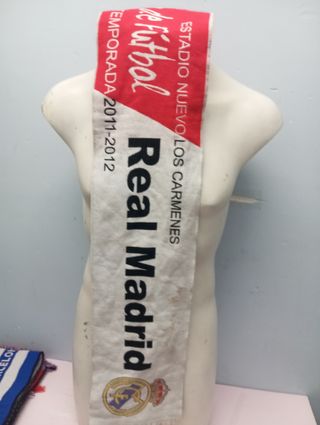 ESTADIO NUEVO LOS CARMENES
de Fútbol
TEMPORADA 2011-2012
Real Madrid